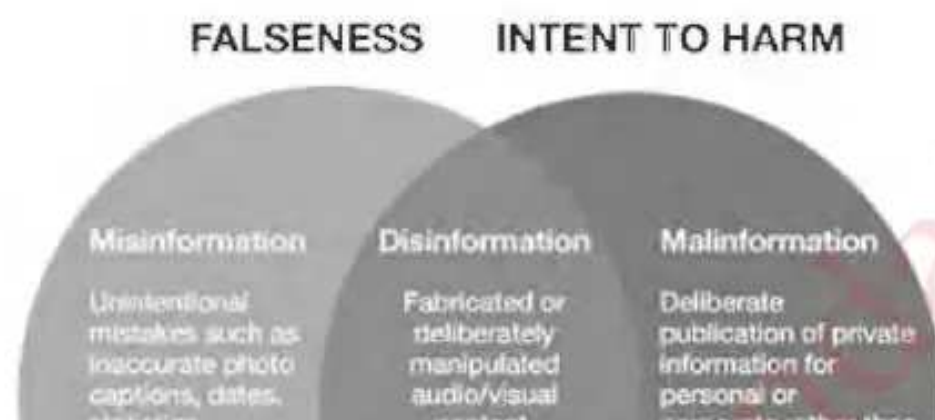 FALSENESS
INTENT TO HARM
Misinformation
Unintentional
mistakes such as
inaccurate photo
captions, dates,
Disinformation
Fabricated or
deliberately
manipulated
audio/visual
Malinformation
Deliberate
publication of private
information for
personal or